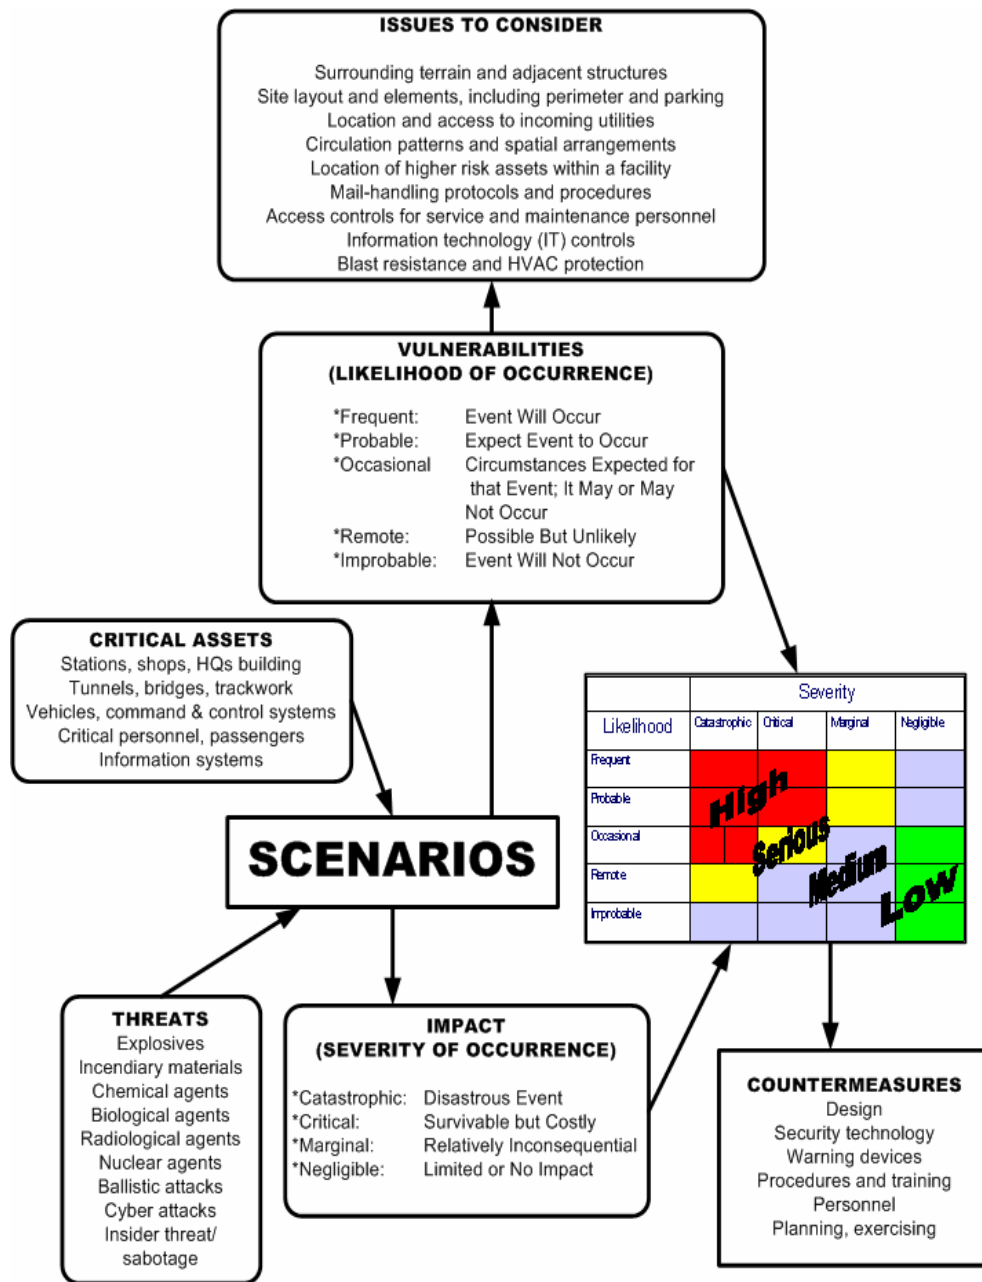 ISSUES TO CONSIDER
Surrounding terrain and adjacent structures
Site layout and elements, including perimeter and parking
Location and access to incoming utilities
Circulation patterns and spatial arrangements
Location of higher risk assets within a facility
Mail-handling protocols and procedures
Access controls for service and maintenance personnel
Information technology (IT) controls
Blast resistance and HVAC protection
VULNERABILITIES
(LIKELIHOOD OF OCCURRENCE)
*Frequent: Event Will Occur
*Probable: Expect Event to Occur
*Occasional Circumstances Expected for
that Event; It May or May
Not Occur
*Remote: Possible But Unlikely
*Improbable: Event Will Not Occur
CRITICAL ASSETS
Stations, shops, HQs building
Tunnels, bridges, trackwork
Vehicles, command & control systems
Critical personnel, passengers
Information systems
SCENARIOS
Severity
Likelihood Catastrophic Critical Marginal Negligible
Frequent
Probable
Occasional
Remote
Improbable
High
Serious
Medium
Low
THREATS
Explosives
Incendiary materials
Chemical agents
Biological agents
Radiological agents
Nuclear agents
Ballistic attacks
Cyber attacks
Insider threat/
sabotage
IMPACT
(SEVERITY OF OCCURRENCE)
*Catastrophic: Disastrous Event
*Critical: Survivable but Costly
*Marginal: Relatively Inconsequential
*Negligible: Limited or No Impact
COUNTERMEASURES
Design
Security technology
Warning devices
Procedures and training
Personnel
Planning, exercising